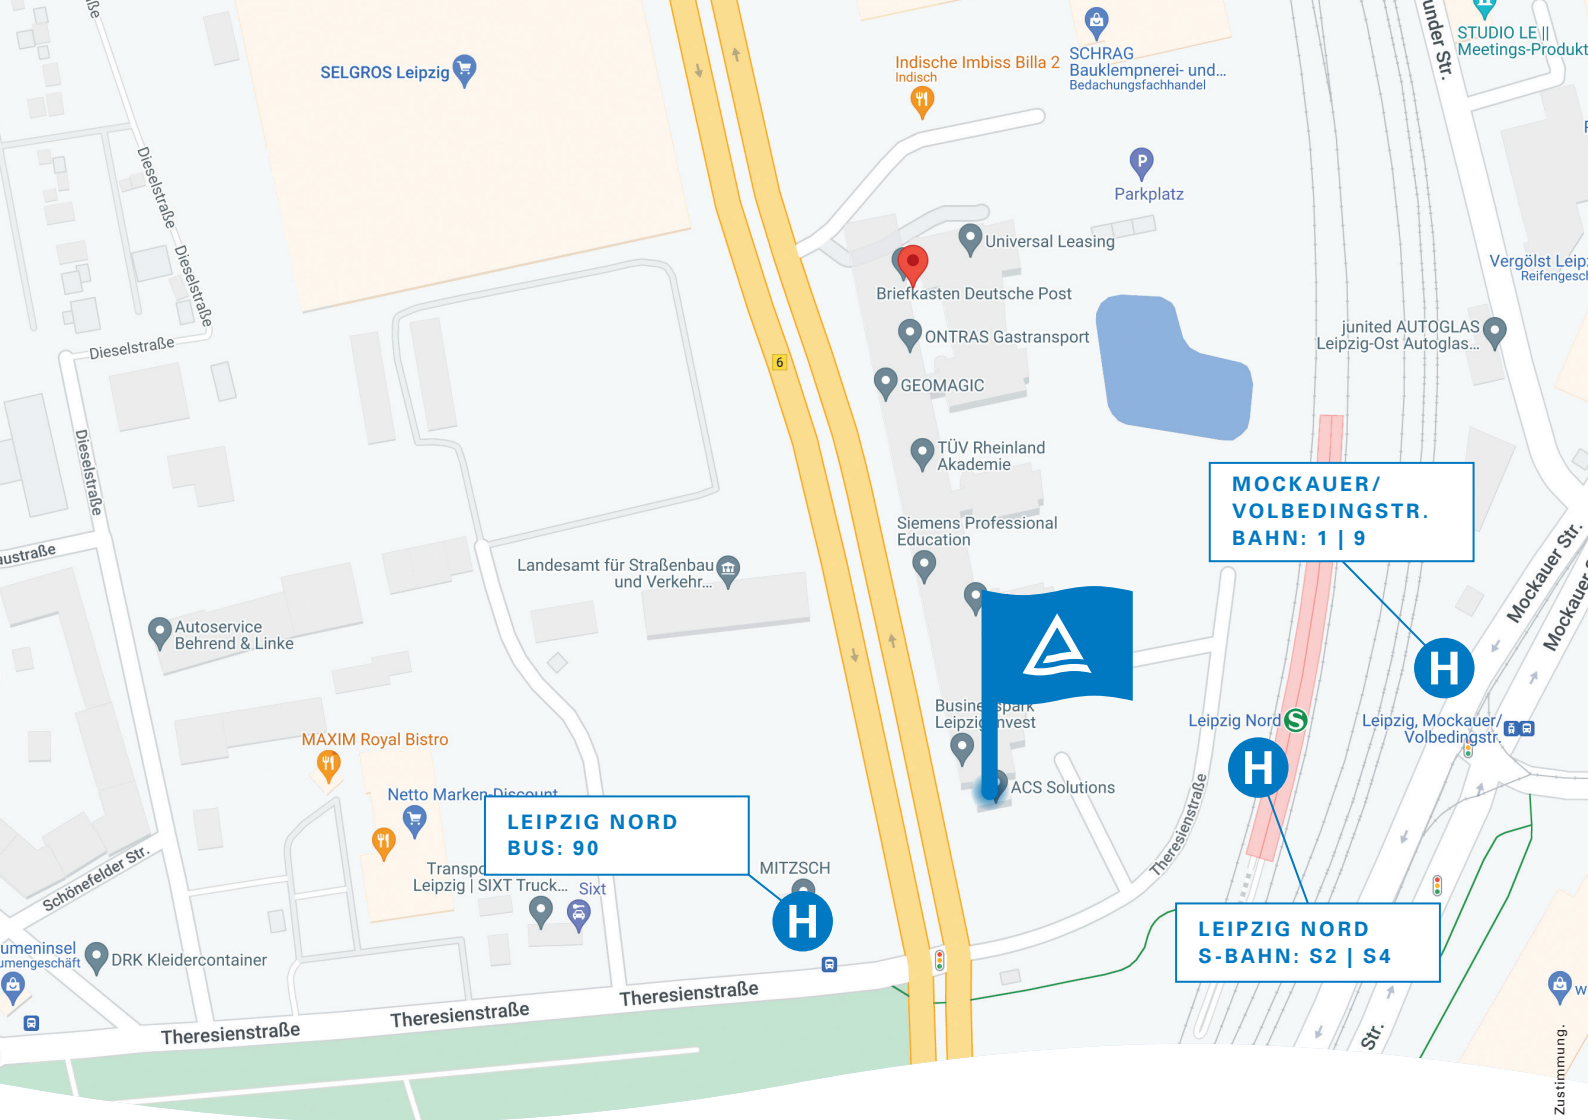 SELGROS Leipzig
Indische Imbiss Billa 2
Indisch
SCHRAG
Bauklempnerei- und...
Bedachungsfachhandel
STUDIO LE ||
Meetings-Produkt
Parkplatz
P
Dieselstraße
Dieselstraße
Dieselstraße
Dieselstraße
Universal Leasing
Briefkasten Deutsche Post
ONTRAS Gastransport
GEOMAGIC
6
Vergölst Leip
Reifengesch
junited AUTOGLAS
Leipzig-Ost Autoglas...
TÜV Rheinland
Akademie
Siemens Professional
Education
MOCKAUER/
VOLBEDINGSTR.
BAHN: 1 | 9
Mockauer Str.
Mockauer
Landesamt für Straßenbau
und Verkehr...
Autoservice
Behrend & Linke
H
Leipzig Nord
S
H
Leipzig, Mockauer/
Volbedingstr.
MAXIM Royal Bistro
Netto Marken-Discount
ACS Solutions
Theresienstraße
LEIPZIG NORD
BUS: 90
MITZSCH
H
Leipzig | SIXT Truck...
Sixt
Schönefelder Str.
LEIPZIG NORD
S-BAHN: S2 | S4
DRK Kleidercontainer
Theresienstraße
Theresienstraße
Theresienstraße
Str.
Zustimmung.